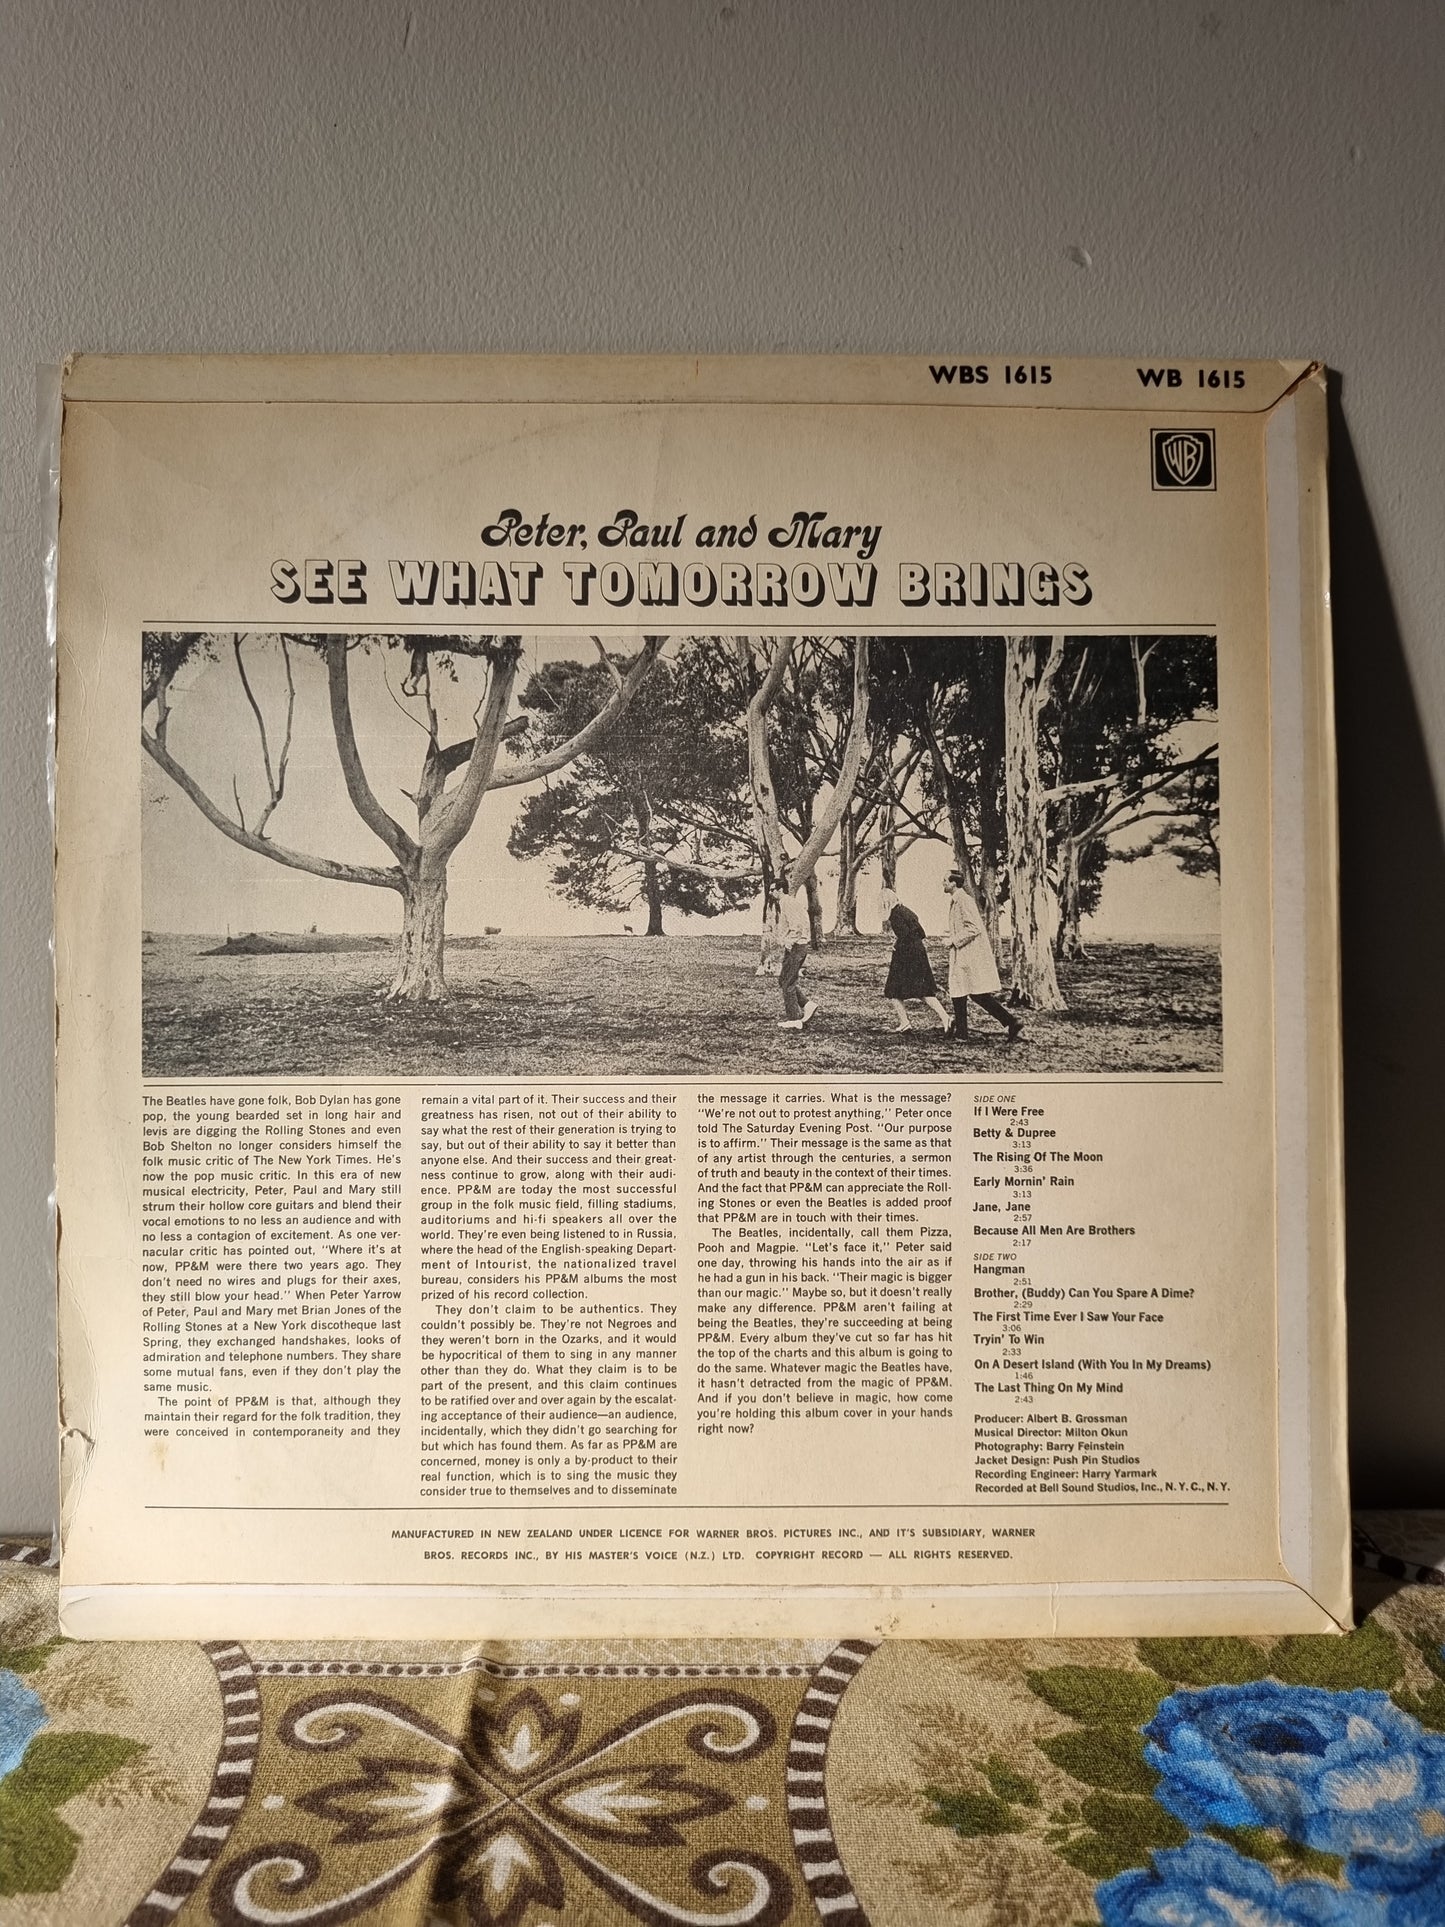 WBS 1615 WB 1615
WB
Peter, Paul and Mary
SEE WHAT TOMORROW BRINGS
The Beatles have gone folk, Bob Dylan has gone
pop, the young bearded set in long hair and
levis are digging the Rolling Stones and even
Bob Shelton no longer considers himself the
folk music critic of The New York Times. He's
now the pop music critic. In this era of new
musical electricity, Peter, Paul and Mary still
strum their hollow core guitars and blend their
vocal emotions to no less an audience and with
no less a contagion of excitement. As one ver-
nacular critic has pointed out, "Where it's at
now, PP&M were there two years ago. They
don't need no wires and plugs for their axes,
they still blow your head." When Peter Yarrow
of Peter, Paul and Mary met Brian Jones of the
Rolling Stones at a New York discotheque last
Spring, they exchanged handshakes, looks of
admiration and telephone numbers. They share
some mutual fans, even if they don't play the
same music.
The point of PP&M is that, although they
maintain their regard for the folk tradition, they
were conceived in contemporaneity and they
remain a vital part of it. Their success and their
greatness has risen, not out of their ability to
say what the rest of their generation is trying to
say, but out of their ability to say it better than
anyone else. And their success and their great-
ness continue to grow, along with their audi-
ence. PP&M are today the most successful
group in the folk music field, filling stadiums,
auditoriums and hi-fi speakers all over the
world. They're even being listened to in Russia,
where the head of the English-speaking Depart-
ment of Intourist, the nationalized travel
bureau, considers his PP&M albums the most
prized of his record collection.
They don't claim to be authentics. They
couldn't possibly be. They're not Negroes and
they weren't born in the Ozarks, and it would
be hypocritical of them to sing in any manner
other than they do. What they claim is to be
part of the present, and this claim continues
to be ratified over and over again by the escalat-
ing acceptance of their audience—an audience,
incidentally, which they didn't go searching for
but which has found them. As far as PP&M are
concerned, money is only a by-product to their
real function, which is to sing the music they
consider true to themselves and to disseminate
the message it carries. What is the message?
"We're not out to protest anything," Peter once
told The Saturday Evening Post. "Our purpose
is to affirm." Their message is the same as that
of any artist through the centuries, a sermon
of truth and beauty in the context of their times.
And the fact that PP&M can appreciate the Roll-
ing Stones or even the Beatles is added proof
that PP&M are in touch with their times.
The Beatles, incidentally, call them Pizza,
Pooh and Magpie. "Let's face it," Peter said
one day, throwing his hands into the air as if
he had a gun in his back. "Their magic is bigger
than our magic." Maybe so, but it doesn't really
make any difference. PP&M aren't failing at
being the Beatles, they're succeeding at being
PP&M. Every album they've cut so far has hit
the top of the charts and this album is going to
do the same. Whatever magic the Beatles have,
it hasn't detracted from the magic of PP&M.
And if you don't believe in magic, how come
you're holding this album cover in your hands
right now?
SIDE ONE
If I Were Free
2:43
Betty & Dupree
3:13
The Rising Of The Moon
3:36
Early Mornin' Rain
3:13
Jane, Jane
2:57
Because All Men Are Brothers
2:17
SIDE TWO
Hangman
2:51
Brother, (Buddy) Can You Spare A Dime?
2:29
The First Time Ever I Saw Your Face
3:06
Tryin' To Win
2:33
On A Desert Island (With You In My Dreams)
1:46
The Last Thing On My Mind
2:43
Producer: Albert B. Grossman
Musical Director: Milton Okun
Photography: Barry Feinstein
Jacket Design: Push Pin Studios
Recording Engineer: Harry Yarmark
Recorded at Bell Sound Studios, Inc., N.Y.C., N.Y.
MANUFACTURED IN NEW ZEALAND UNDER LICENCE FOR WARNER BROS. PICTURES INC., AND IT'S SUBSIDIARY, WARNER
BROS. RECORDS INC., BY HIS MASTER'S VOICE (N.Z.) LTD. COPYRIGHT RECORD — ALL RIGHTS RESERVED.